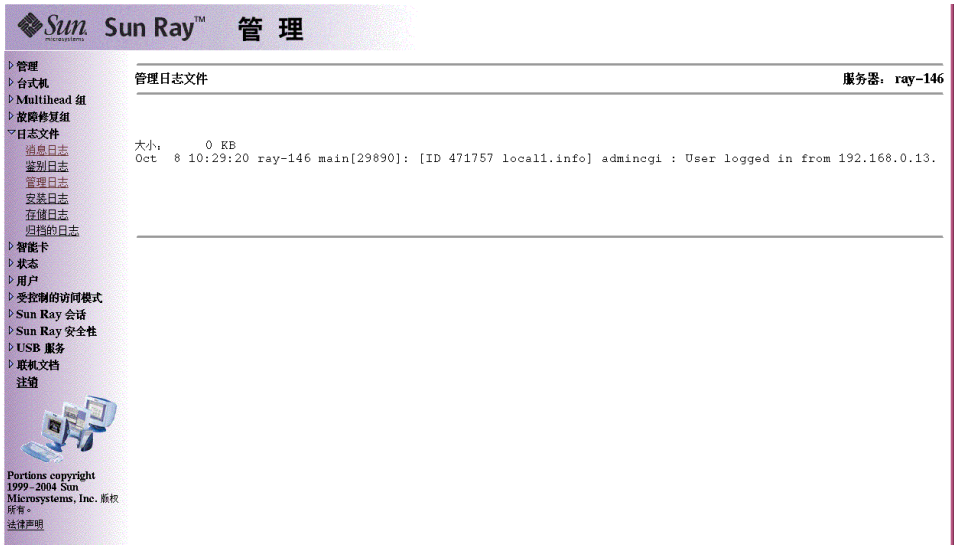 Sun microsystems Sun Ray™ 管 理
管理
台式机
Multihead 组
故障修复组
日志文件
消息日志
鉴别日志
管理日志
安装日志
存储日志
归档的日志
智能卡
状态
用户
受控制的访问模式
Sun Ray 会话
Sun Ray 安全性
USB 服务
联机文档
注销
Portions copyright
1999-2004 Sun
Microsystems, Inc. 版权
所有。
法律声明
管理日志文件 服务器： ray-146
大小： 0 KB
Oct 8 10:29:20 ray-146 main[29890]: [ID 471757 local1.info] admincgi : User logged in from 192.168.0.13.